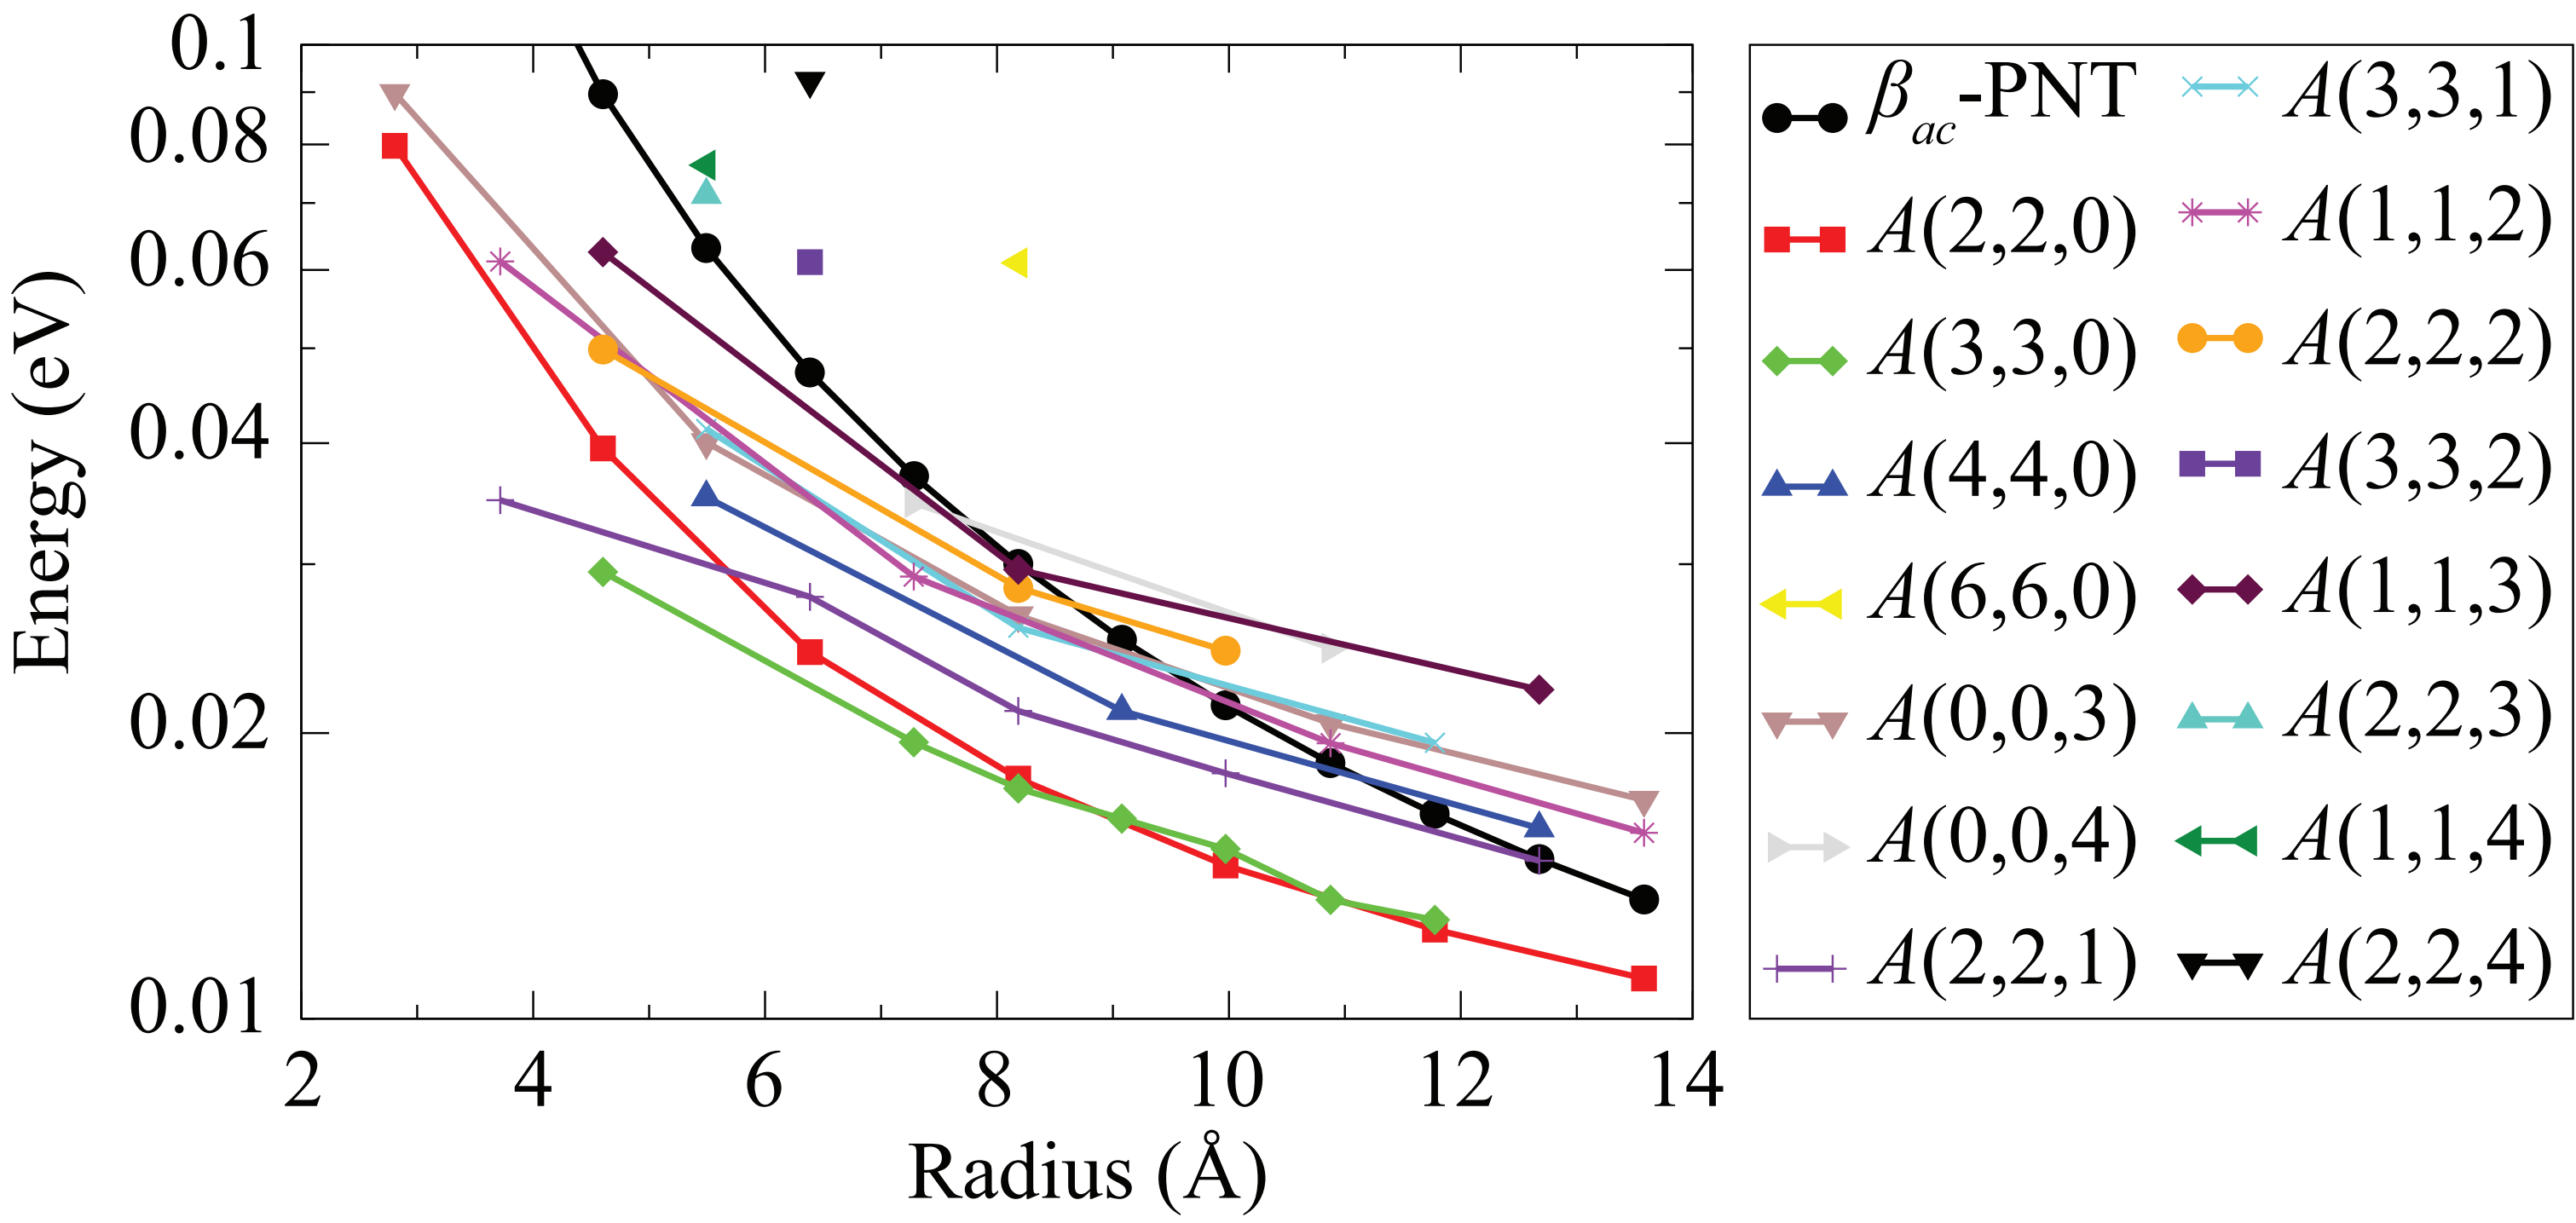 0.1
0.08
0.06
0.04
0.02
0.01
Energy (eV)
2 4 6 8 10 12 14
Radius (Å)
βac-PNT
A(2,2,0)
A(3,3,0)
A(4,4,0)
A(6,6,0)
A(0,0,3)
A(0,0,4)
A(2,2,1)
A(3,3,1)
A(1,1,2)
A(2,2,2)
A(3,3,2)
A(1,1,3)
A(2,2,3)
A(1,1,4)
A(2,2,4)